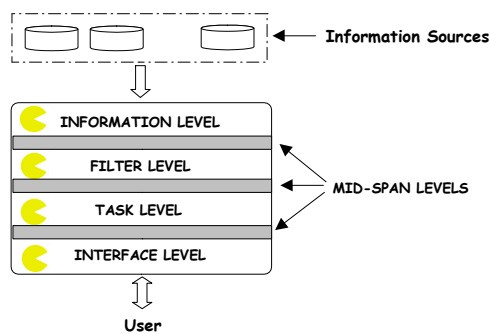 Information Sources
INFORMATION LEVEL
FILTER LEVEL
MID-SPAN LEVELS
TASK LEVEL
INTERFACE LEVEL
User